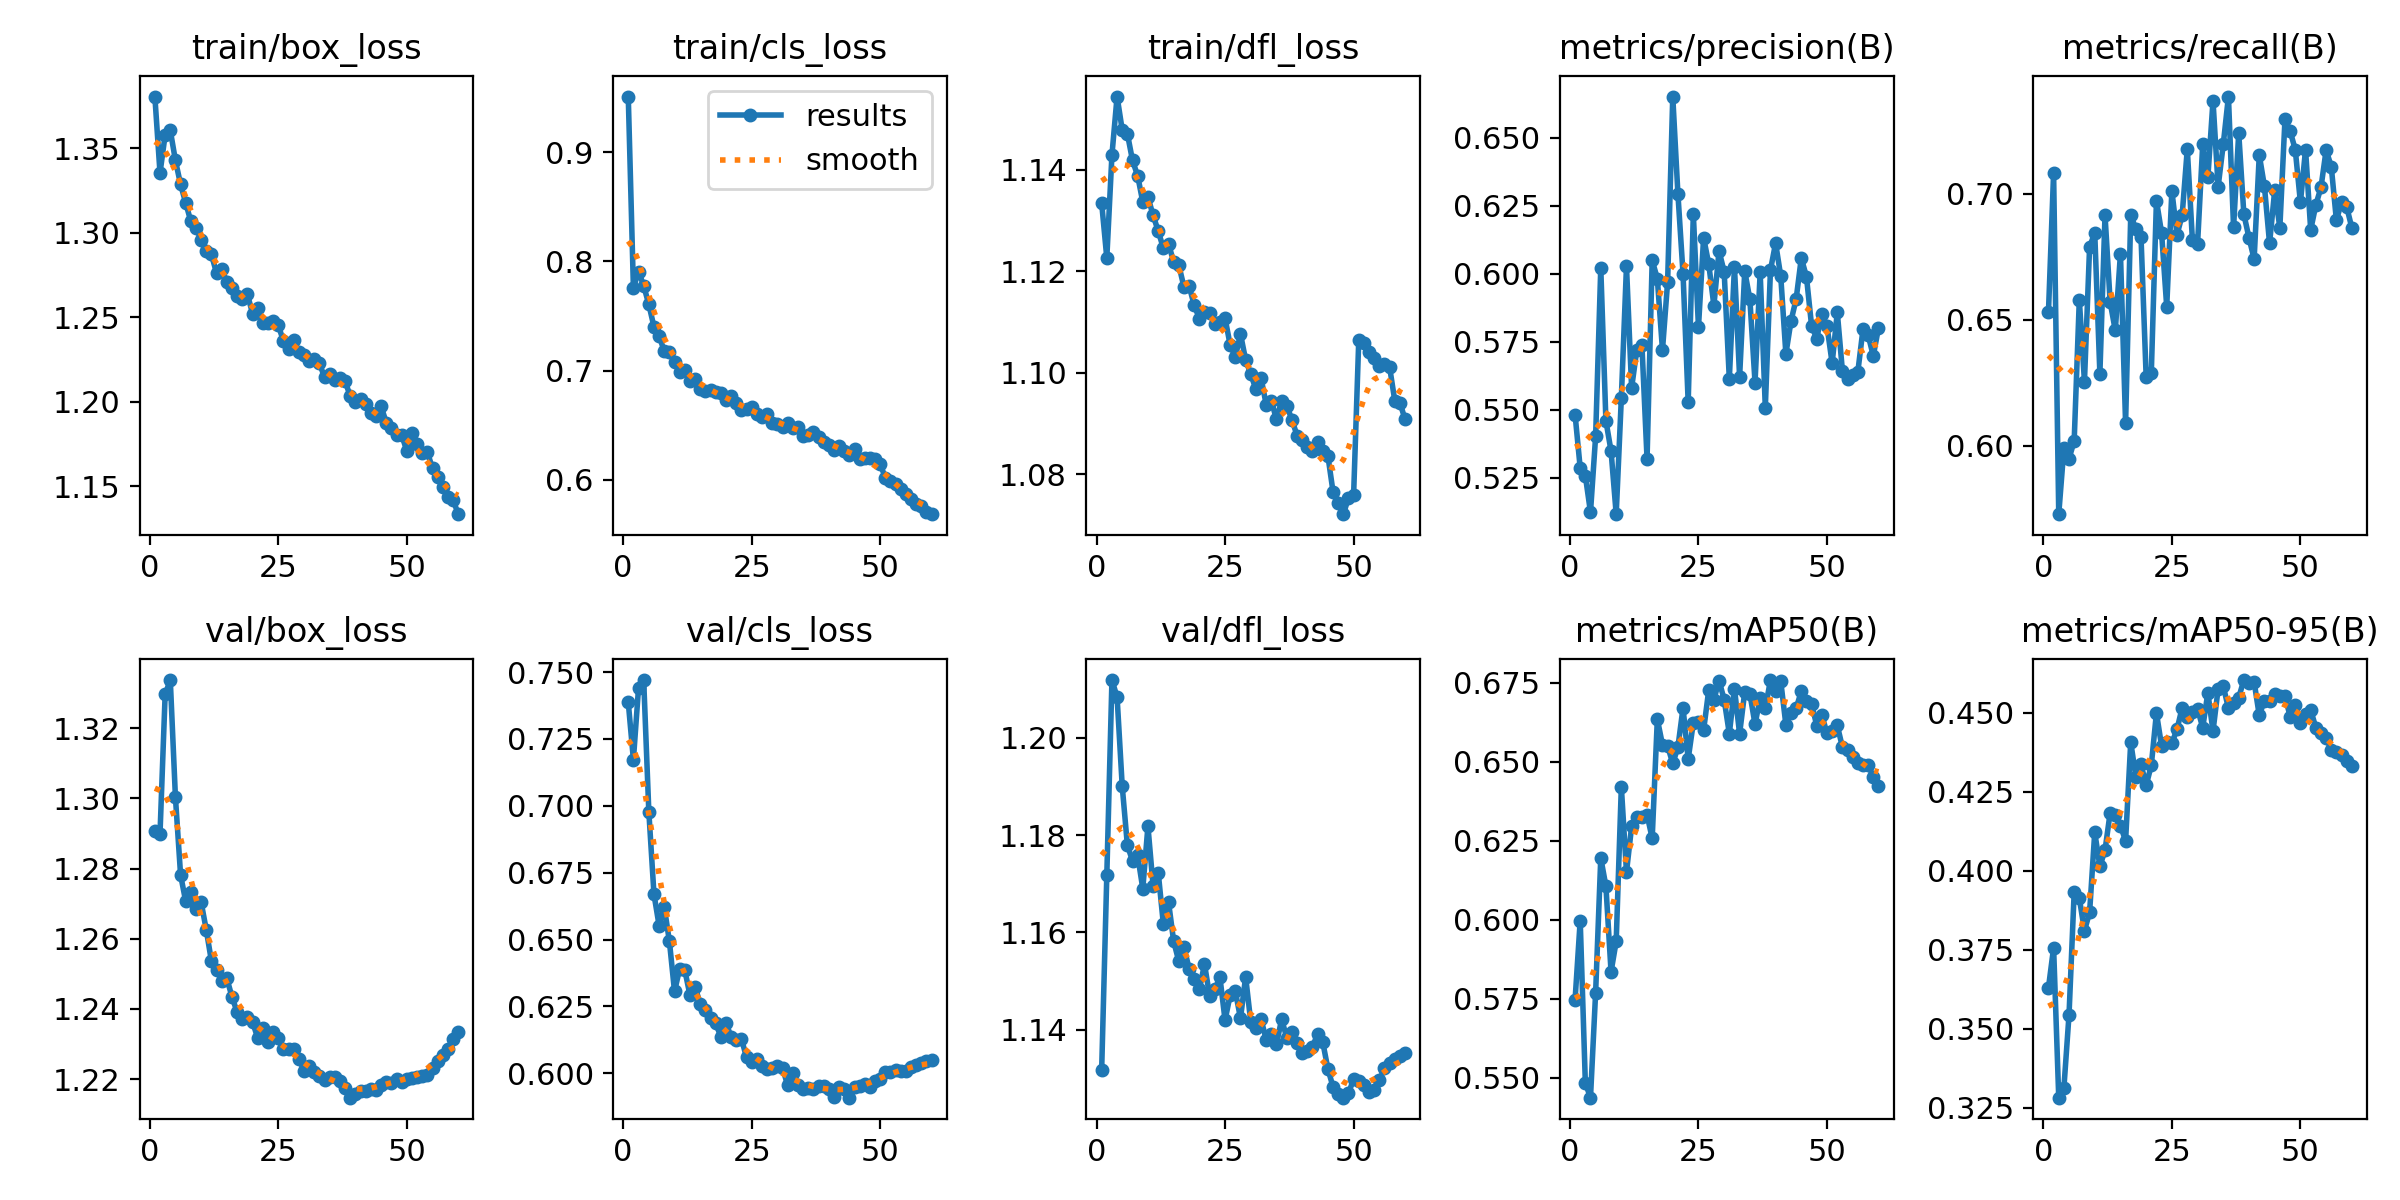 train/box_loss
1.35
1.30
1.25
1.20
1.15
0 25 50
train/cls_loss
results
smooth
0.9
0.8
0.7
0.6
0 25 50
train/dfl_loss
1.14
1.12
1.10
1.08
0 25 50
metrics/precision(B)
0.650
0.625
0.600
0.575
0.550
0.525
0 25 50
metrics/recall(B)
0.70
0.65
0.60
0 25 50
val/box_loss
1.32
1.30
1.28
1.26
1.24
1.22
0 25 50
val/cls_loss
0.750
0.725
0.700
0.675
0.650
0.625
0.600
0 25 50
val/dfl_loss
1.20
1.18
1.16
1.14
0 25 50
metrics/mAP50(B)
0.675
0.650
0.625
0.600
0.575
0.550
0 25 50
metrics/mAP50-95(B)
0.450
0.425
0.400
0.375
0.350
0.325
0 25 50